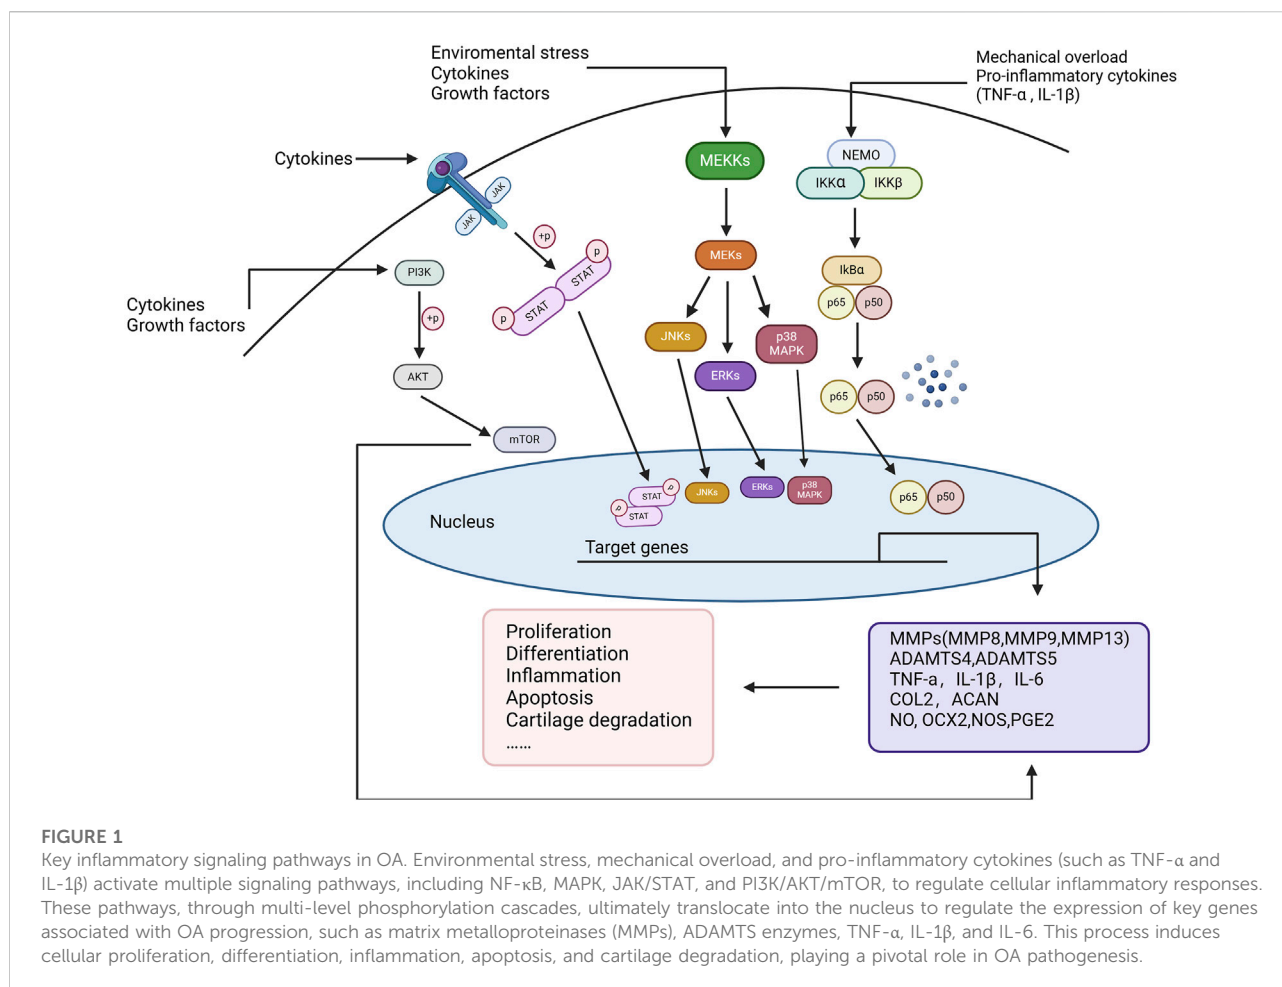 Enviromental stress
Cytokines
Growth factors
Mechanical overload
Pro-inflammatory cytokines
(TNF-α , IL-1β)
Cytokines
JAK
JAK
MEKKs
NEMO
IKKα
IKKβ
+p
p
STAT
STAT
p
MEKs
IkBα
p65
p50
PI3K
Cytokines
Growth factors
+p
JNKs
p38
MAPK
ERKs
AKT
p65
p50
mTOR
p
STAT
p
STAT
JNKs
ERKs
p38
MAPK
p65
p50
Nucleus
Target genes
Proliferation
Differentiation
Inflammation
Apoptosis
Cartilage degradation
......
MMPs(MMP8,MMP9,MMP13)
ADAMTS4,ADAMTS5
TNF-a, IL-1β, IL-6
COL2, ACAN
NO, OCX2,NOS,PGE2
FIGURE 1
Key inflammatory signaling pathways in OA. Environmental stress, mechanical overload, and pro-inflammatory cytokines (such as TNF-α and
IL-1β) activate multiple signaling pathways, including NF-κB, MAPK, JAK/STAT, and PI3K/AKT/mTOR, to regulate cellular inflammatory responses.
These pathways, through multi-level phosphorylation cascades, ultimately translocate into the nucleus to regulate the expression of key genes
associated with OA progression, such as matrix metalloproteinases (MMPs), ADAMTS enzymes, TNF-α, IL-1β, and IL-6. This process induces
cellular proliferation, differentiation, inflammation, apoptosis, and cartilage degradation, playing a pivotal role in OA pathogenesis.